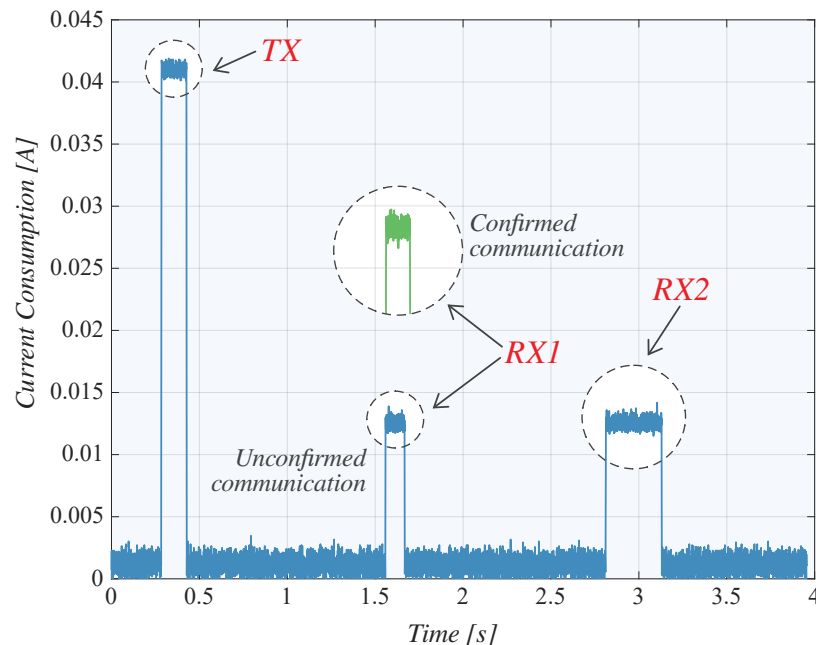 0.045
0.04
0.035
0.03
0.025
0.02
0.015
0.01
0.005
0
Current Consumption [A]
TX
Confirmed
communication
RX2
RX1
Unconfirmed
communication
0 0.5 1 1.5 2 2.5 3 3.5 4
Time [s]